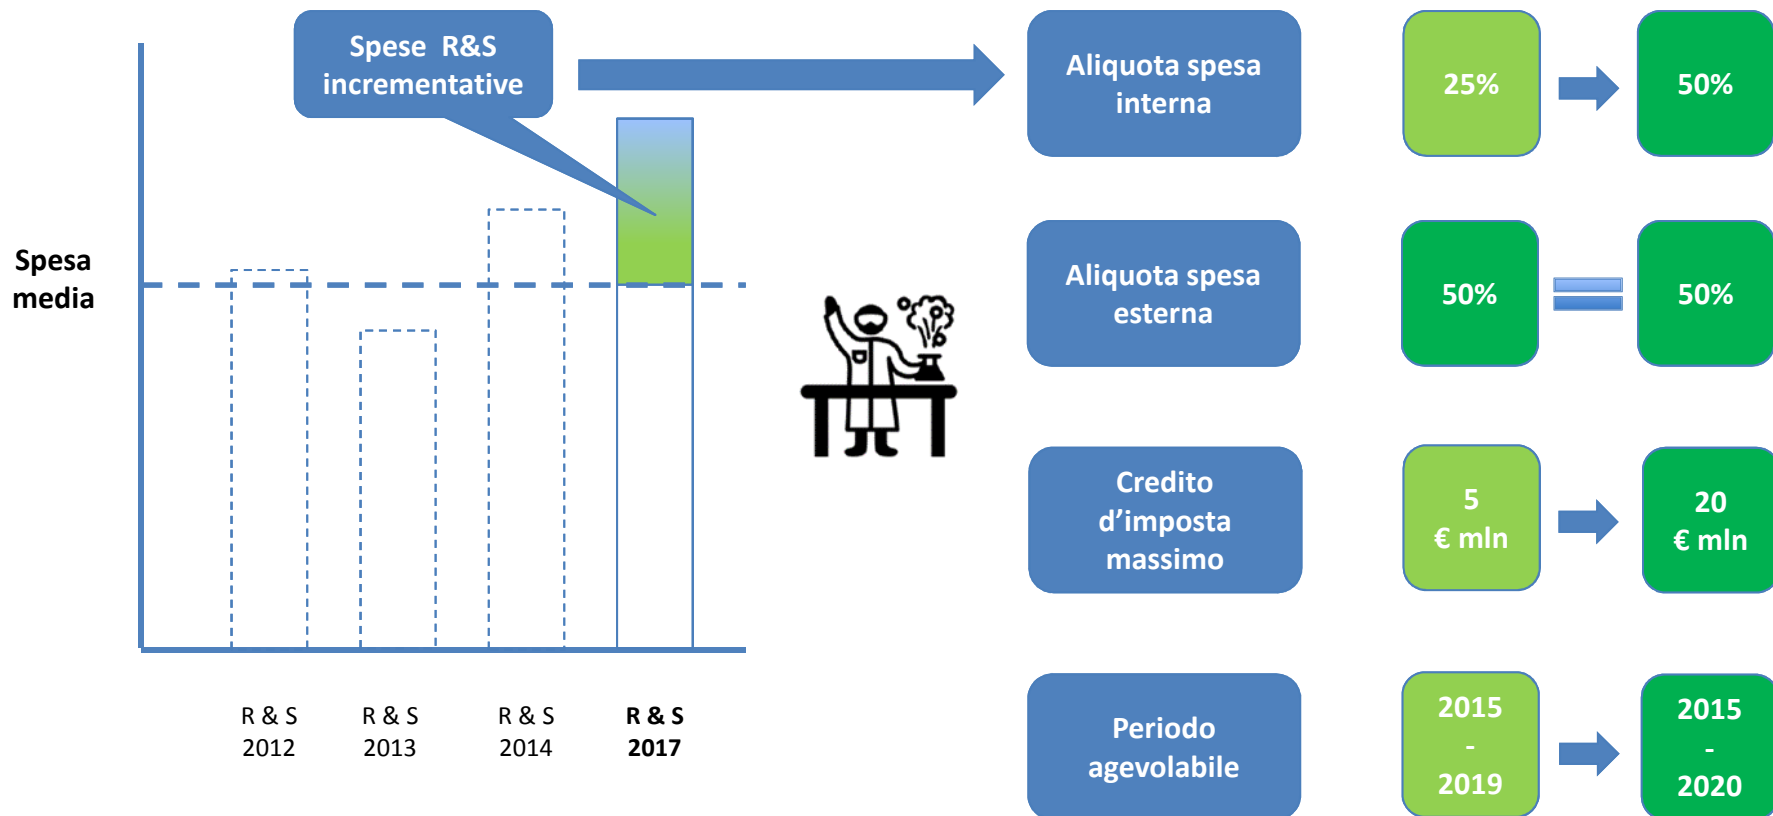 Spese R&S
incrementative
Spesa
media
R & S
2012
R & S
2013
R & S
2014
R & S
2017
Aliquota spesa
interna
25%
50%
Aliquota spesa
esterna
50%
50%
Credito
d’imposta
massimo
5
€ mln
20
€ mln
Periodo
agevolabile
2015
-
2019
2015
-
2020